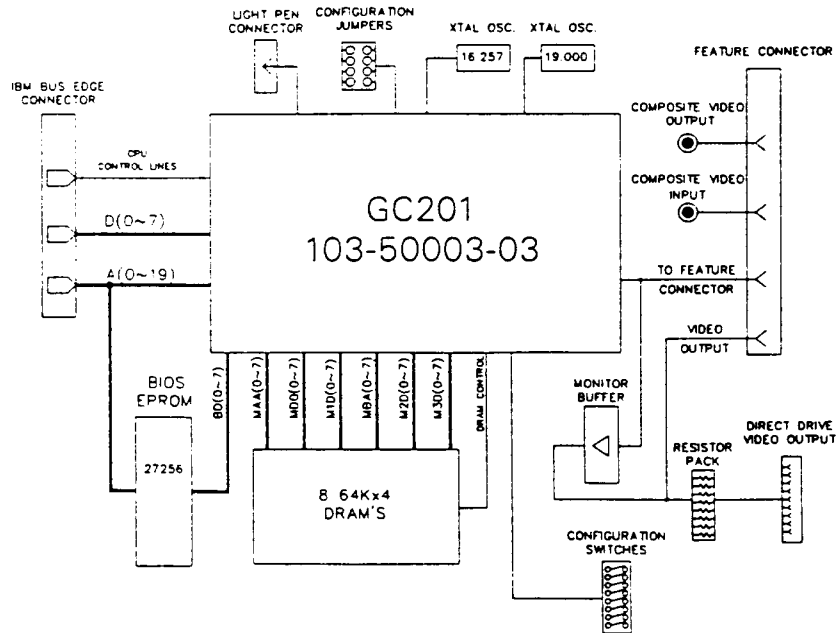 LIGHT PEN
CONNECTOR
CONFIGURATION
JUMPERS
XTAL OSC.
16 257
XTAL OSC.
19.000
FEATURE CONNECTOR
IBM BUS EDGE
CONNECTOR
COMPOSITE VIDEO
OUTPUT
CPU
CONTROL LINES
COMPOSITE VIDEO
INPUT
GC201
103-50003-03
D(0~7)
A(0~19)
TO FEATURE
CONNECTOR
VIDEO
OUTPUT
BIOS
EPROM
27256
BD(0~7)
MAA(0~7)
M0D(0~7)
M1D(0~7)
MBA(0~7)
M2D(0~7)
M3D(0~7)
DRAM CONTROL
MONITOR
BUFFER
RESISTOR
PACK
DIRECT DRIVE
VIDEO OUTPUT
8 64Kx4
DRAM'S
CONFIGURATION
SWITCHES